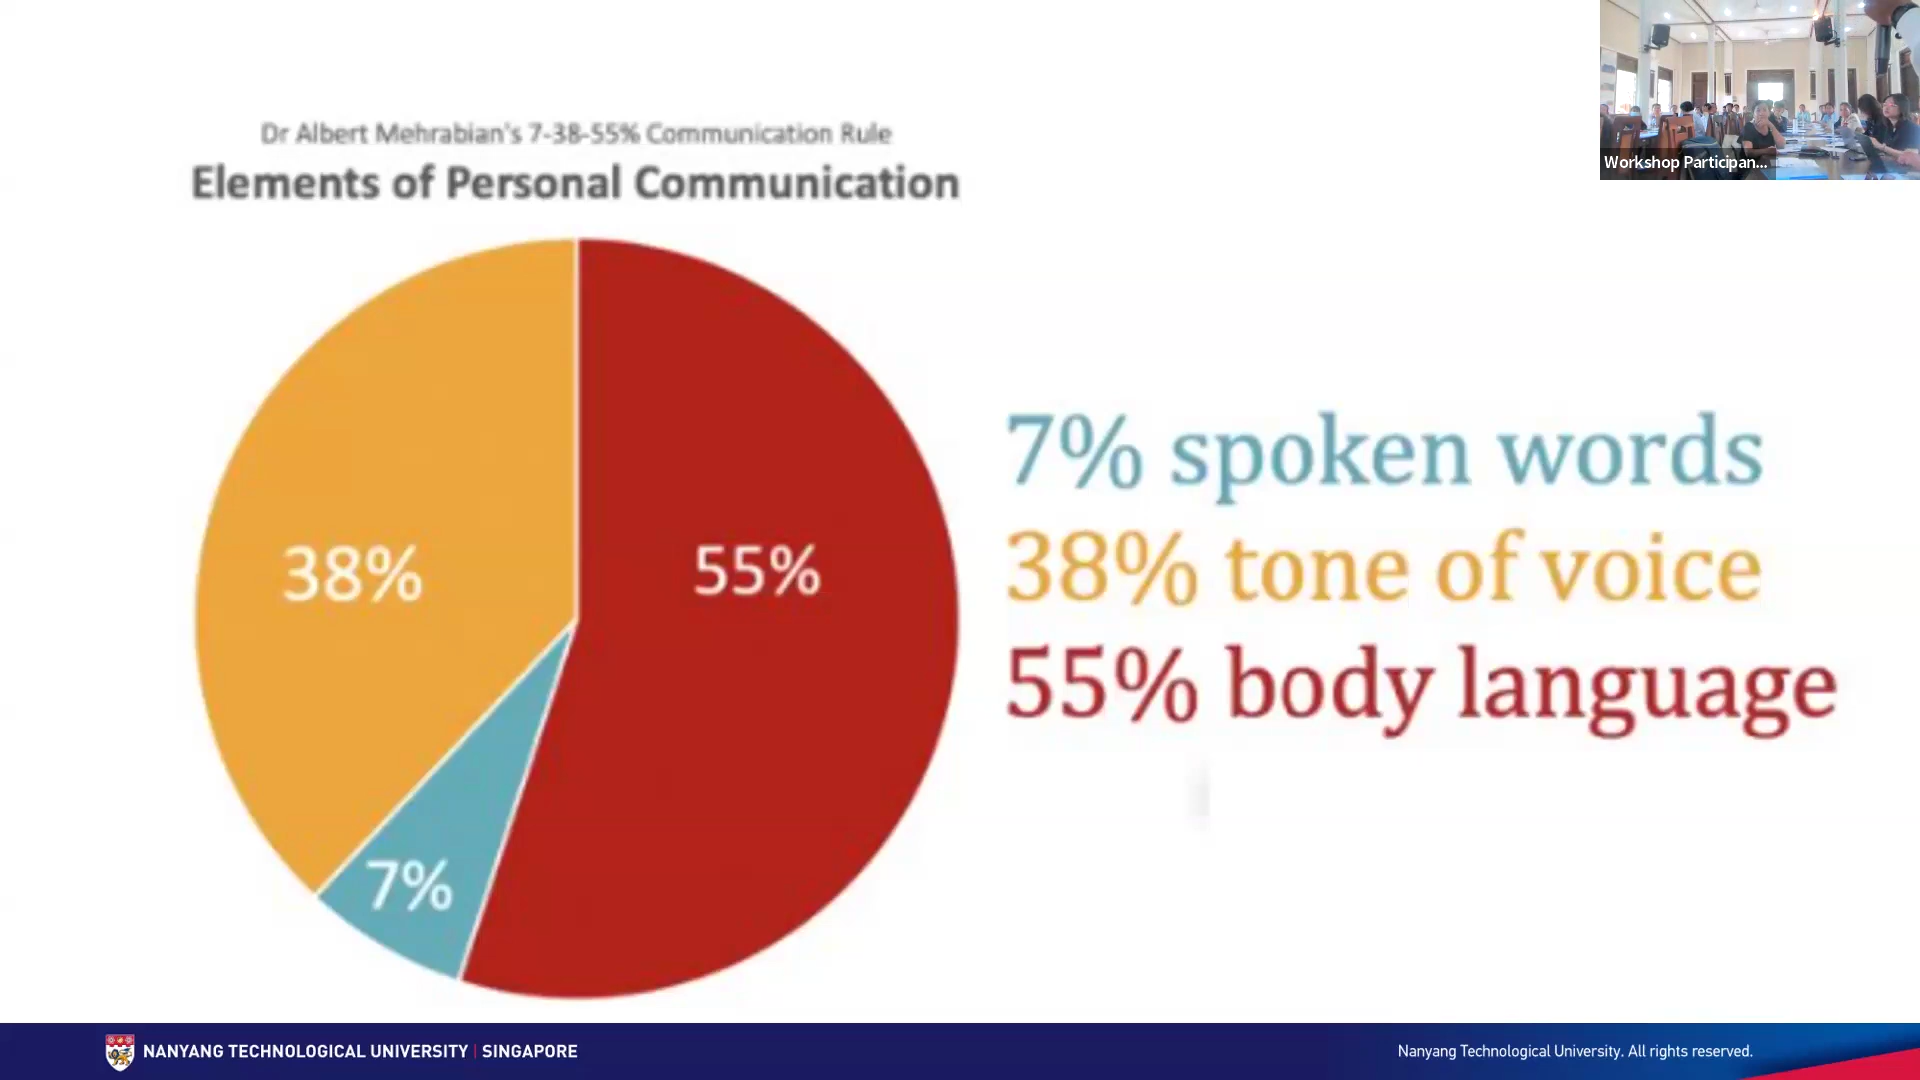 Dr Albert Mehrabian's 7-38-55% Communication Rule
Elements of Personal Communication
38%
55%
7%
7% spoken words
38% tone of voice
55% body language
Workshop Participan...
NANYANG TECHNOLOGICAL UNIVERSITY | SINGAPORE
Nanyang Technological University. All rights reserved.